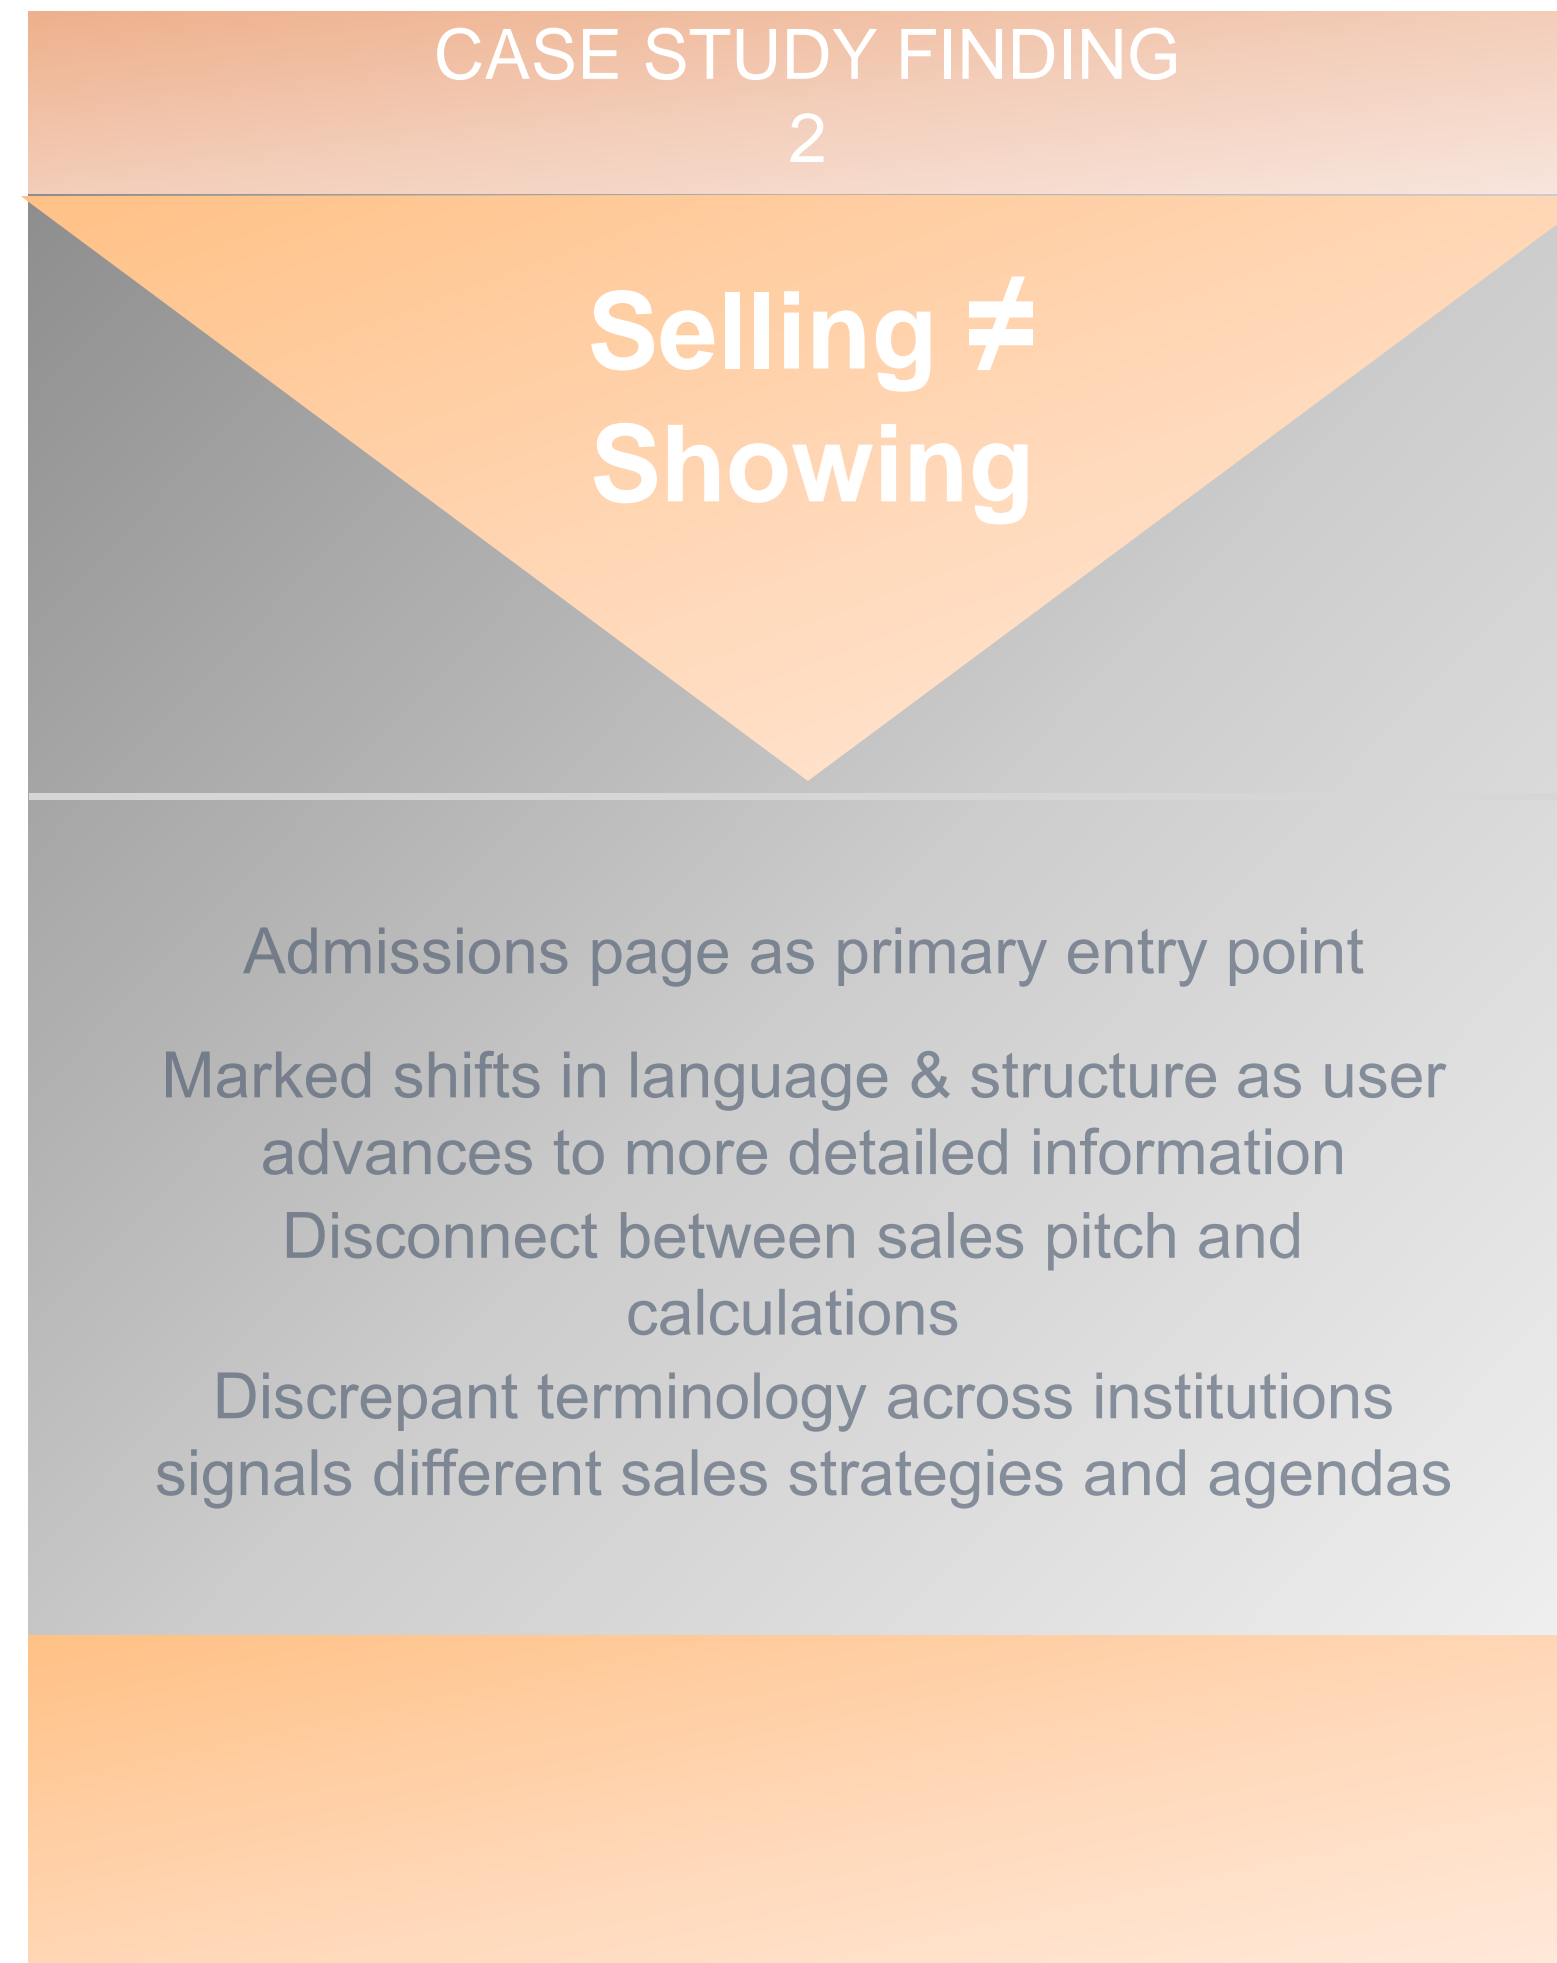 CASE STUDY FINDING
2
Selling ≠
Showing
Admissions page as primary entry point
Marked shifts in language & structure as user
advances to more detailed information
Disconnect between sales pitch and
calculations
Discrepant terminology across institutions
signals different sales strategies and agendas